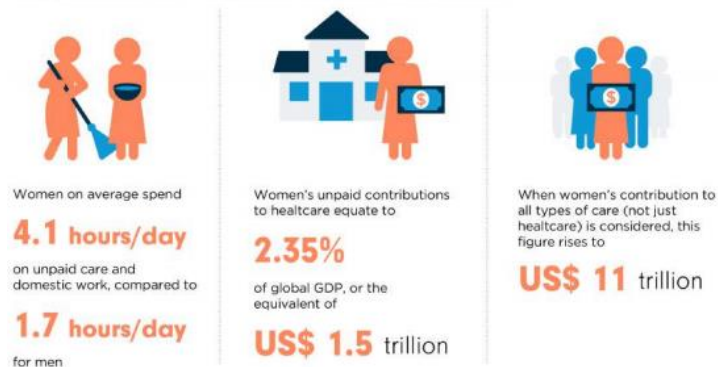 Women on average spend
4.1 hours/day
on unpaid care and
domestic work, compared to
1.7 hours/day
for men
Women's unpaid contributions
to healtcare equate to
2.35%
of global GDP, or the
equivalent of
US$ 1.5 trillion
When women's contribution to
all types of care (not just
healtcare) is considered, this
figure rises to
US$ 11 trillion